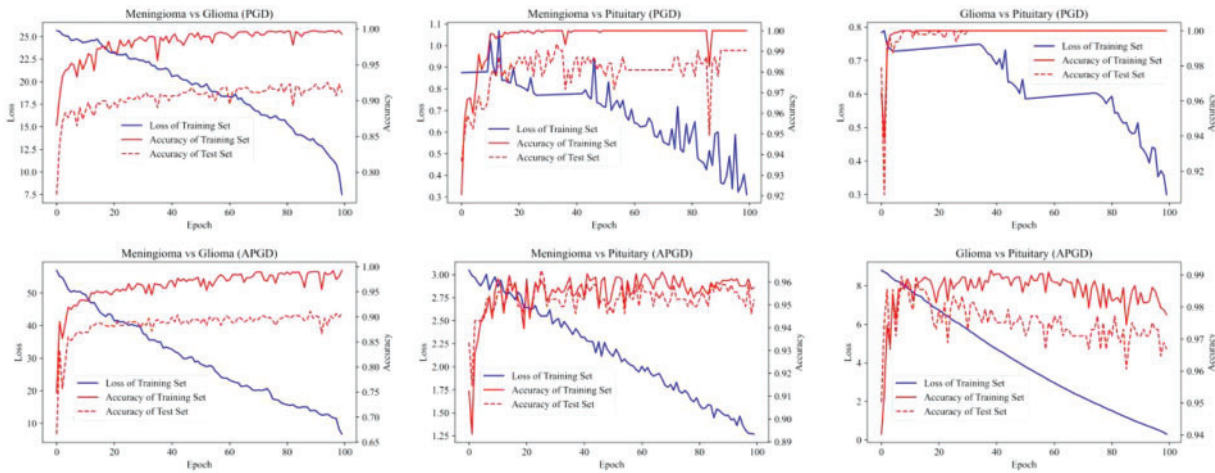 Meningioma vs Glioma (PGD)
25.0
22.5
20.0
17.5
15.0
12.5
10.0
7.5
Loss
1.00
0.95
0.90
0.85
0.80
Accuracy
Loss of Training Set
Accuracy of Training Set
Accuracy of Test Set
0
20
40
60
80
100
Epoch
Meningioma vs Pituitary (PGD)
1.1
1.0
0.9
0.8
0.7
0.6
0.5
0.4
0.3
Loss
1.00
0.99
0.98
0.97
0.96
0.95
0.94
0.93
0.92
Accuracy
Loss of Training Set
Accuracy of Training Set
Accuracy of Test Set
0
20
40
60
80
100
Epoch
Glioma vs Pituitary (PGD)
0.8
0.7
0.6
0.5
0.4
0.3
Loss
1.00
0.98
0.96
0.94
0.92
Accuracy
Loss of Training Set
Accuracy of Training Set
Accuracy of Test Set
0
20
40
60
80
100
Epoch
Meningioma vs Glioma (APGD)
50
40
30
20
10
Loss
1.00
0.95
0.90
0.85
0.80
0.75
0.70
0.65
Accuracy
Loss of Training Set
Accuracy of Training Set
Accuracy of Test Set
0
20
40
60
80
100
Epoch
Meningioma vs Pituitary (APGD)
3.00
2.75
2.50
2.25
2.00
1.75
1.50
1.25
Loss
0.96
0.95
0.94
0.93
0.92
0.91
0.90
0.89
Accuracy
Loss of Training Set
Accuracy of Training Set
Accuracy of Test Set
0
20
40
60
80
100
Epoch
Glioma vs Pituitary (APGD)
8
6
4
2
0
Loss
0.99
0.98
0.97
0.96
0.95
0.94
Accuracy
Loss of Training Set
Accuracy of Training Set
Accuracy of Test Set
0
20
40
60
80
100
Epoch